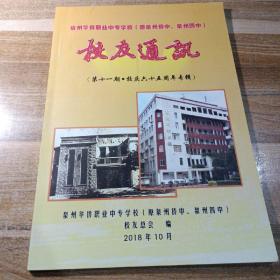 泉州华侨职业中专学校(原泉州侨中、泉州四中)
校友通讯
(第十一期·校庆六十五周年专辑)
泉州华侨职业中专学校(原泉州侨中、泉州四中)
校友总会 编
2018年10月